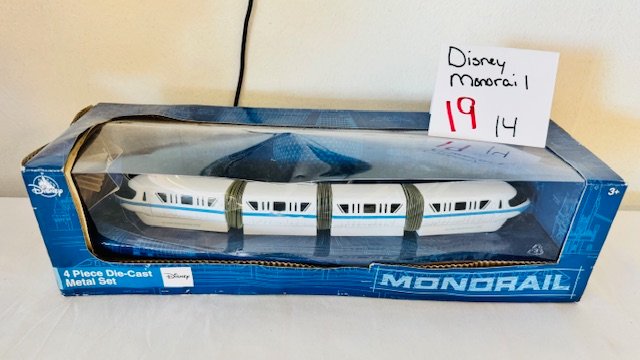 Disney
Monorail
19 14
Disney
3+
4 Piece Die-Cast
Metal Set
Disney
MONORAIL